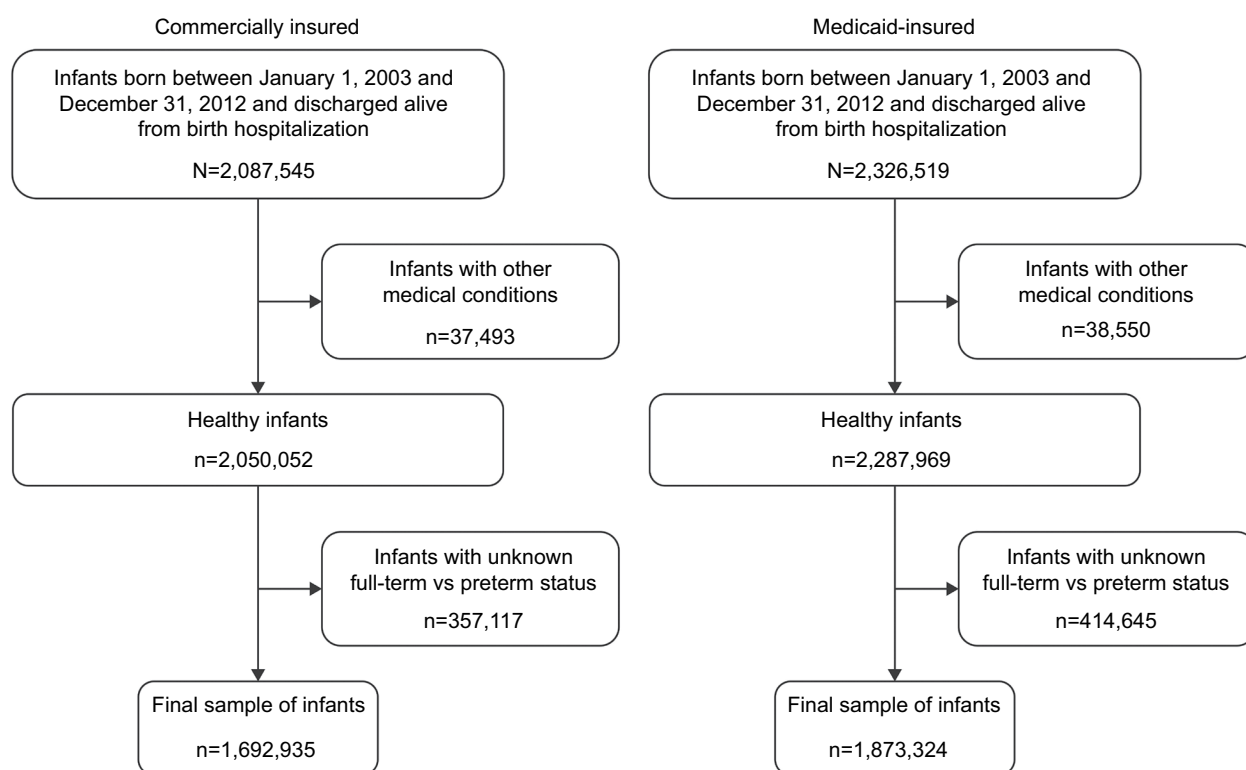 Commercially insured
Infants born between January 1, 2003 and
December 31, 2012 and discharged alive
from birth hospitalization
N=2,087,545
Infants with other
medical conditions
n=37,493
Healthy infants
n=2,050,052
Infants with unknown
full-term vs preterm status
n=357,117
Final sample of infants
n=1,692,935
Medicaid-insured
Infants born between January 1, 2003 and
December 31, 2012 and discharged alive
from birth hospitalization
N=2,326,519
Infants with other
medical conditions
n=38,550
Healthy infants
n=2,287,969
Infants with unknown
full-term vs preterm status
n=414,645
Final sample of infants
n=1,873,324